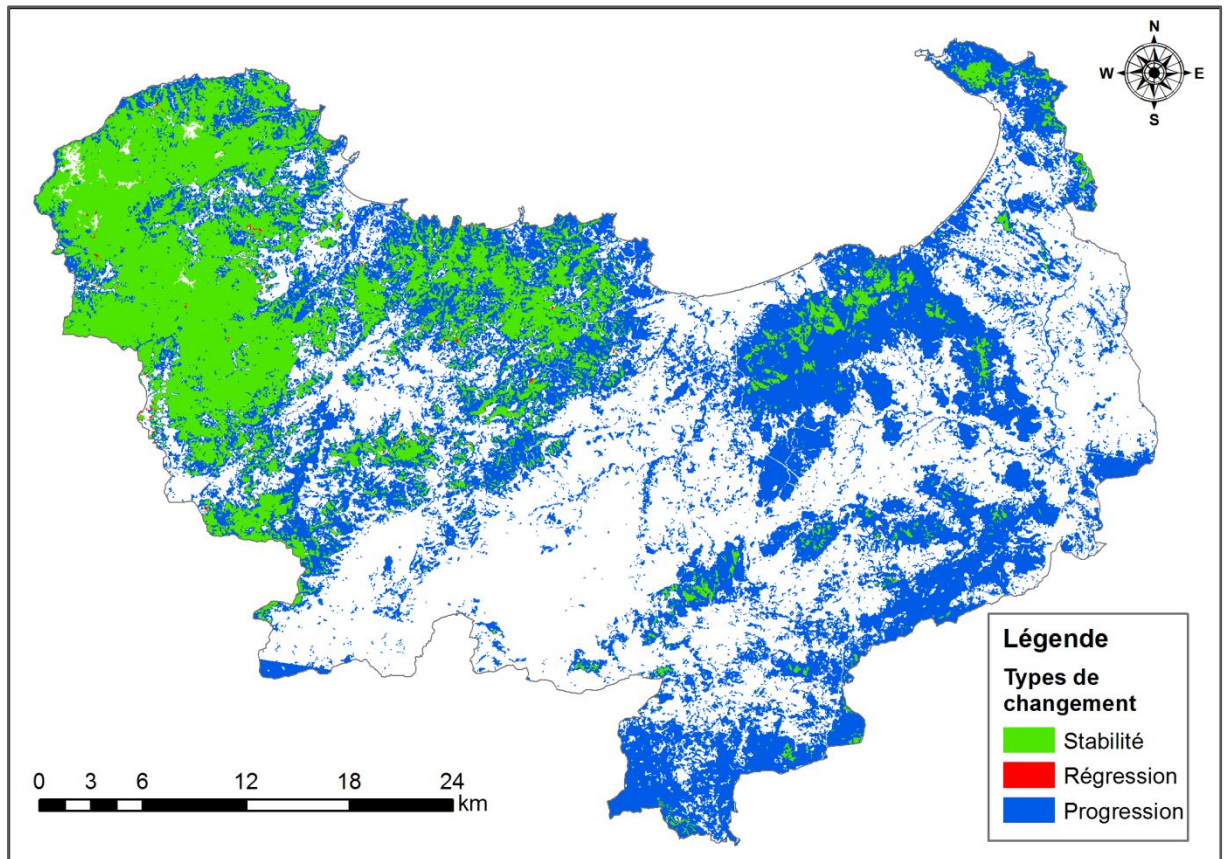 N
W E
S
Légende
Types de
changement
Stabilité
Régression
Progression
0 3 6 12 18 24
km